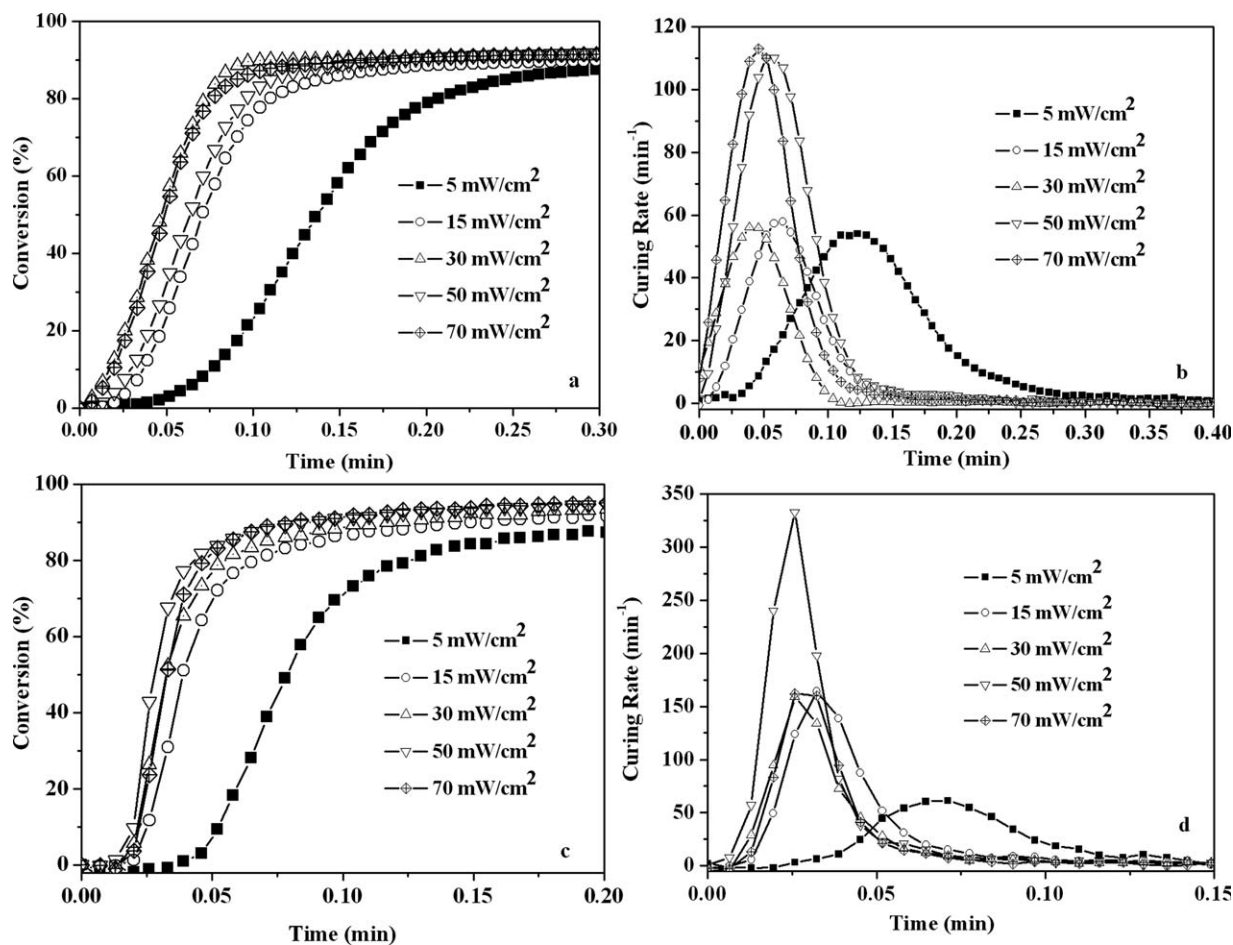 100
80
60
40
20
0
Conversion (%)
5 mW/cm²
15 mW/cm²
30 mW/cm²
50 mW/cm²
70 mW/cm²
a
0.00 0.05 0.10 0.15 0.20 0.25 0.30
Time (min)
120
100
80
60
40
20
0
Curing Rate (min⁻¹)
5 mW/cm²
15 mW/cm²
30 mW/cm²
50 mW/cm²
70 mW/cm²
b
0.00 0.05 0.10 0.15 0.20 0.25 0.30 0.35 0.40
Time (min)
100
80
60
40
20
0
Conversion (%)
5 mW/cm²
15 mW/cm²
30 mW/cm²
50 mW/cm²
70 mW/cm²
c
0.00 0.05 0.10 0.15 0.20
Time (min)
350
300
250
200
150
100
50
0
Curing Rate (min⁻¹)
5 mW/cm²
15 mW/cm²
30 mW/cm²
50 mW/cm²
70 mW/cm²
d
0.00 0.05 0.10 0.15
Time (min)